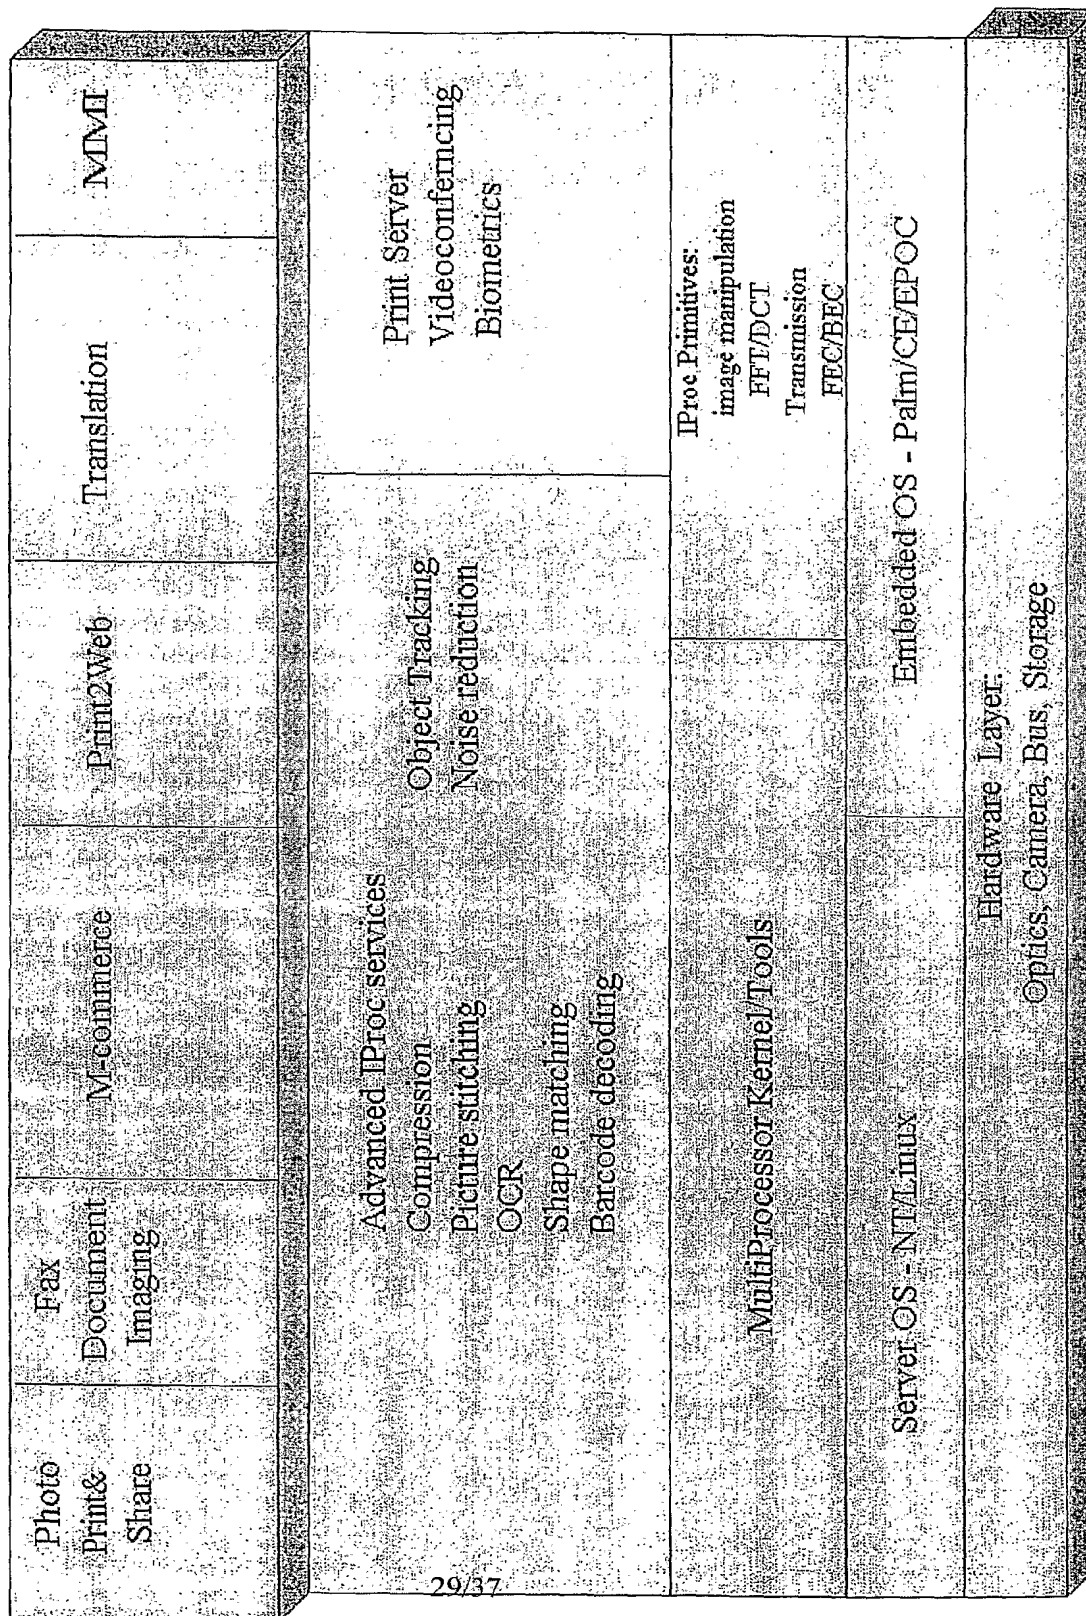 Photo
Print&
Share
Fax
Document
Imaging
M-commerce
Print2Web
Translation
MMI
Advanced IProc services
Compression
Picture stitching
OCR
Shape matching
Barcode decoding
Object Tracking
Noise reduction
Print Server
Videoconferncing
Biometrics
MultiProcessor Kernel/Tools
IProc Primitives:
image manipulation
FFT/DCT
Transmission
FEC/BEC
Server OS - NT/Linux
Embedded OS - Palm/CE/EPOC
Hardware Layer:
Optics, Camera, Bus, Storage
29/37